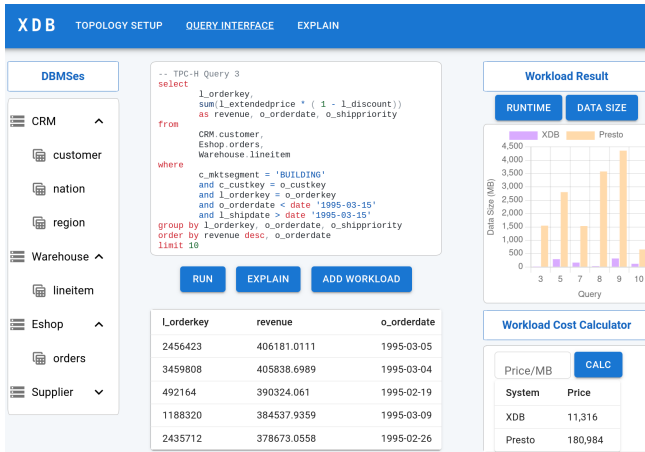 XDB TOPOLOGY SETUP QUERY INTERFACE EXPLAIN
DBMSes
CRM
customer
nation
region
Warehouse
lineitem
Eshop
orders
Supplier
-- TPC-H Query 3
select
l_orderkey,
sum(l_extendedprice * ( 1 - l_discount))
as revenue, o_orderdate, o_shippriority
from
CRM.customer,
Eshop.orders,
Warehouse.lineitem
where
c_mktsegment = 'BUILDING'
and c_custkey = o_custkey
and l_orderkey = o_orderkey
and o_orderdate < date '1995-03-15'
and l_shipdate > date '1995-03-15'
group by l_orderkey, o_orderdate, o_shippriority
order by revenue desc, o_orderdate
limit 10
RUN EXPLAIN ADD WORKLOAD
l_orderkey revenue o_orderdate
2456423 406181.0111 1995-03-05
3459808 405838.6989 1995-03-04
492164 390324.061 1995-02-19
1188320 384537.9359 1995-03-09
2435712 378673.0558 1995-02-26
Workload Result
RUNTIME DATA SIZE
XDB Presto
Data Size (MB)
4,500
4,000
3,500
3,000
2,500
2,000
1,500
1,000
500
0
3 5 7 8 9 10
Query
Workload Cost Calculator
Price/MB CALC
System Price
XDB 11,316
Presto 180,984